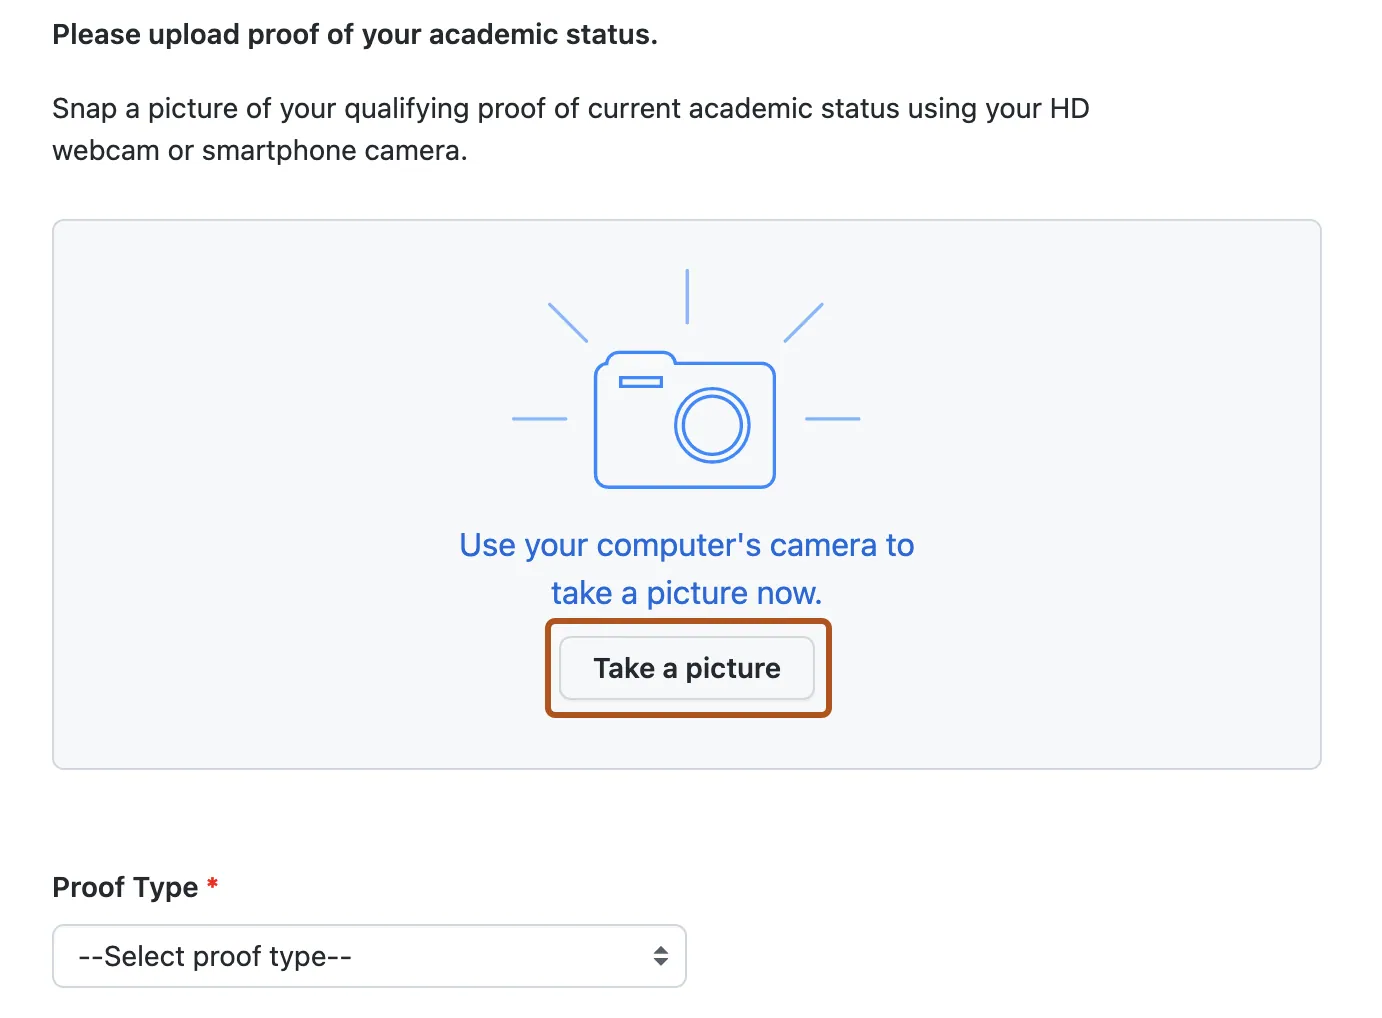 Please upload proof of your academic status.
Snap a picture of your qualifying proof of current academic status using your HD
webcam or smartphone camera.
Use your computer's camera to
take a picture now.
Take a picture
Proof Type *
--Select proof type--